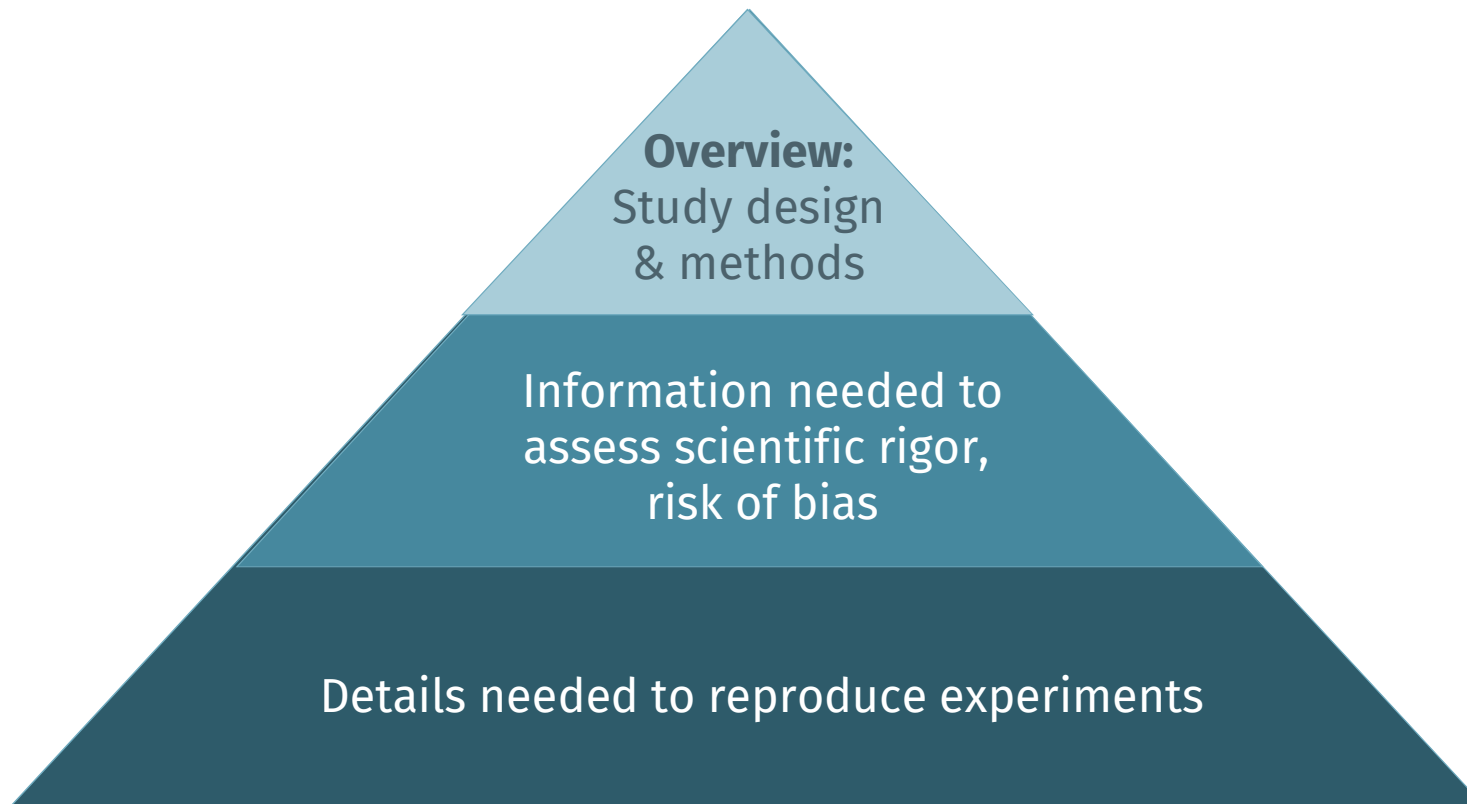 Overview:
Study design
& methods
Information needed to
assess scientific rigor,
risk of bias
Details needed to reproduce experiments